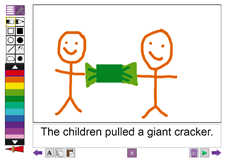 The children pulled a giant cracker.
A